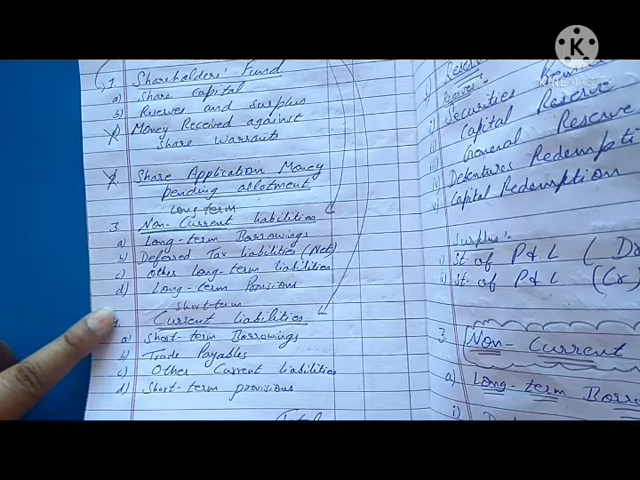 1. Shareholders' Fund
a) Share Capital
b) Reserves and Surplus
c) Money Received against
Share Warrants
2. Share Application Money
pending allotment
Long term
3. Non-Current liabilities
a) Long-term Borrowings
b) Deferred Tax liabilities (Net)
c) Other Long-term liabilities
d) Long-term Provisions
Short-term
4. Current liabilities
a) Short-term Borrowings
b) Trade Payables
c) Other Current liabilities
d) Short-term provisions
Total
Reserves:-
Securities
Capital Reserve
General Reserve
Debentures Redempti
Capital Redemption
Surplus:-
i) St. of P & L (Dr
ii) St. of P & L (Cr)
3. Non-Current
a) Long-term Borro
i)
K
KINEMASTER